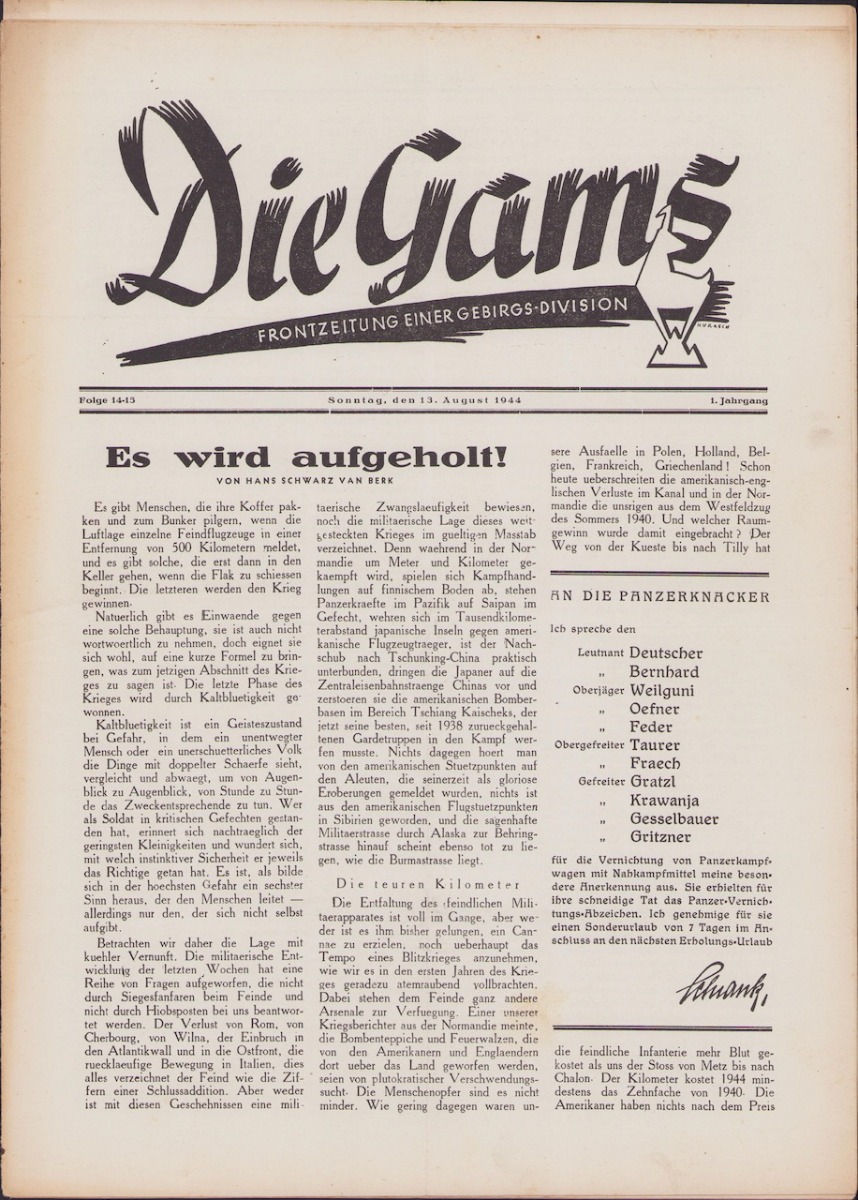 Die Gams
FRONTZEITUNG EINER GEBIRGS-DIVISION
HURASCH
Folge 14-15
Sonntag, den 13. August 1944
1. Jahrgang
Es wird aufgeholt!
VON HANS SCHWARZ VAN BERK
Es gibt Menschen, die ihre Koffer pak-
ken und zum Bunker pilgern, wenn die
Luftlage einzelne Feindflugzeuge in einer
Entfernung von 500 Kilometern meldet,
und es gibt solche, die erst dann in den
Keller gehen, wenn die Flak zu schiessen
beginnt. Die letzteren werden den Krieg
gewinnen.
Natuerlich gibt es Einwaende gegen
eine solche Behauptung, sie ist auch nicht
wortwoertlich zu nehmen, doch eignet sie
sich wohl, auf eine kurze Formel zu brin-
gen, was zum jetzigen Abschnitt des Krie-
ges zu sagen ist. Die letzte Phase des
Krieges wird durch Kaltbluetigkeit ge-
wonnen.
Kaltbluetigkeit ist ein Geisteszustand
bei Gefahr, in dem ein unentwegter
Mensch oder ein unerschuetterliches Volk
die Dinge mit doppelter Schaerfe sieht,
vergleicht und abwaegt, um von Augen-
blick zu Augenblick, von Stunde zu Stun-
de das Zweckentsprechende zu tun. Wer
als Soldat in kritischen Gefechten gestan-
den hat, erinnert sich nachtraeglich der
geringsten Kleinigkeiten und wundert sich,
mit welch instinktiver Sicherheit er jeweils
das Richtige getan hat. Es ist, als bilde
sich in der hoechsten Gefahr ein sechster
Sinn heraus, der den Menschen leitet —
allerdings nur den, der sich nicht selbst
aufgibt.
Betrachten wir daher die Lage mit
kuehler Vernunft. Die militaerische Ent-
wicklung der letzten Wochen hat eine
Reihe von Fragen aufgeworfen, die nicht
durch Siegesfanfaren beim Feinde und
nicht durch Hiobsposten bei uns beantwor-
tet werden. Der Verlust von Rom, von
Cherbourg, von Wilna, der Einbruch in
den Atlantikwall und in die Ostfront, die
ruecklaeufige Bewegung in Italien, dies
alles verzeichnet der Feind wie die Zif-
fern einer Schlussaddition. Aber weder
ist mit diesen Geschehnissen eine mili-
taerische Zwangslaeufigkeit bewiesen,
noch die militaerische Lage dieses weit-
gesteckten Krieges im gueltigen Masstab
verzeichnet. Denn waehrend in der Nor-
mandie um Meter und Kilometer ge-
kaempft wird, spielen sich Kampfhand-
lungen auf finnischem Boden ab, stehen
Panzerkraefte im Pazifik auf Saipan im
Gefecht, wehrten sich im Tausendkilome-
terabstand japanische Inseln gegen ameri-
kanische Flugzeugtraeger, ist der Nach-
schub nach Tschunking-China praktisch
unterbunden, dringen die Japaner auf die
Zentraleisenbahnstraenge Chinas vor und
zerstoeren sie die amerikanischen Bomber-
basen im Bereich Tschiang Kaischeks, der
jetzt seine besten, seit 1938 zurueckgehal-
tenen Gardetruppen in den Kampf wer-
fen musste. Nichts dagegen hoert man
von den amerikanischen Stuetzpunkten auf
den Aleuten, die seinerzeit als gloriose
Eroberungen gemeldet wurden, nichts ist
aus den amerikanischen Flugstuetzpunkten
in Sibirien geworden, und die sagenhafte
Militaerstrasse durch Alaska zur Behring-
strasse hinauf scheint ebenso tot zu lie-
gen, wie die Burmastrasse liegt.
Die teuren Kilometer
Die Entfaltung des feindlichen Mili-
taerapparates ist voll im Gange, aber we-
der ist es ihm bisher gelungen, ein Can-
nae zu erzielen, noch ueberhaupt das
Tempo eines Blitzkrieges anzunehmen,
wie wir es in den ersten Jahren des Krie-
ges geradezu atemraubend vollbrachten.
Dabei stehen dem Feinde ganz andere
Arsenale zur Verfuegung. Einer unserer
Kriegsberichter aus der Normandie meinte,
die Bombenteppiche und Feuerwalzen, die
von den Amerikanern und Englaendern
dort ueber das Land geworfen werden,
seien von plutokratischer Verschwendungs-
sucht. Die Menschenopfer sind es nicht
minder. Wie gering dagegen waren un-
sere Ausfaelle in Polen, Holland, Bel-
gien, Frankreich, Griechenland! Schon
heute ueberschreiten die amerikanisch-eng-
lischen Verluste im Kanal und in der Nor-
mandie die unsrigen aus dem Westfeldzug
des Sommers 1940. Und welcher Raum-
gewinn wurde damit eingebracht? Der
Weg von der Kueste bis nach Tilly hat
AN DIE PANZERKNACKER
Ich spreche den
Leutnant Deutscher
„ Bernhard
Oberjäger Weilguni
„ Oefner
„ Feder
Obergefreiter Taurer
„ Fraech
Gefreiter Gratzl
„ Krawanja
„ Gesselbauer
„ Gritzner
für die Vernichtung von Panzerkampf-
wagen mit Nahkampfmittel meine beson-
dere Anerkennung aus. Sie erhielten für
ihre schneidige Tat das Panzer-Vernich-
tungs-Abzeichen. Ich genehmige für sie
einen Sonderurlaub von 7 Tagen im An-
schluss an den nächsten Erholungs-Urlaub
die feindliche Infanterie mehr Blut ge-
kostet als uns der Stoss von Metz bis nach
Chalon. Der Kilometer kostet 1944 min-
destens das Zehnfache von 1940. Die
Amerikaner haben nichts nach dem Preis